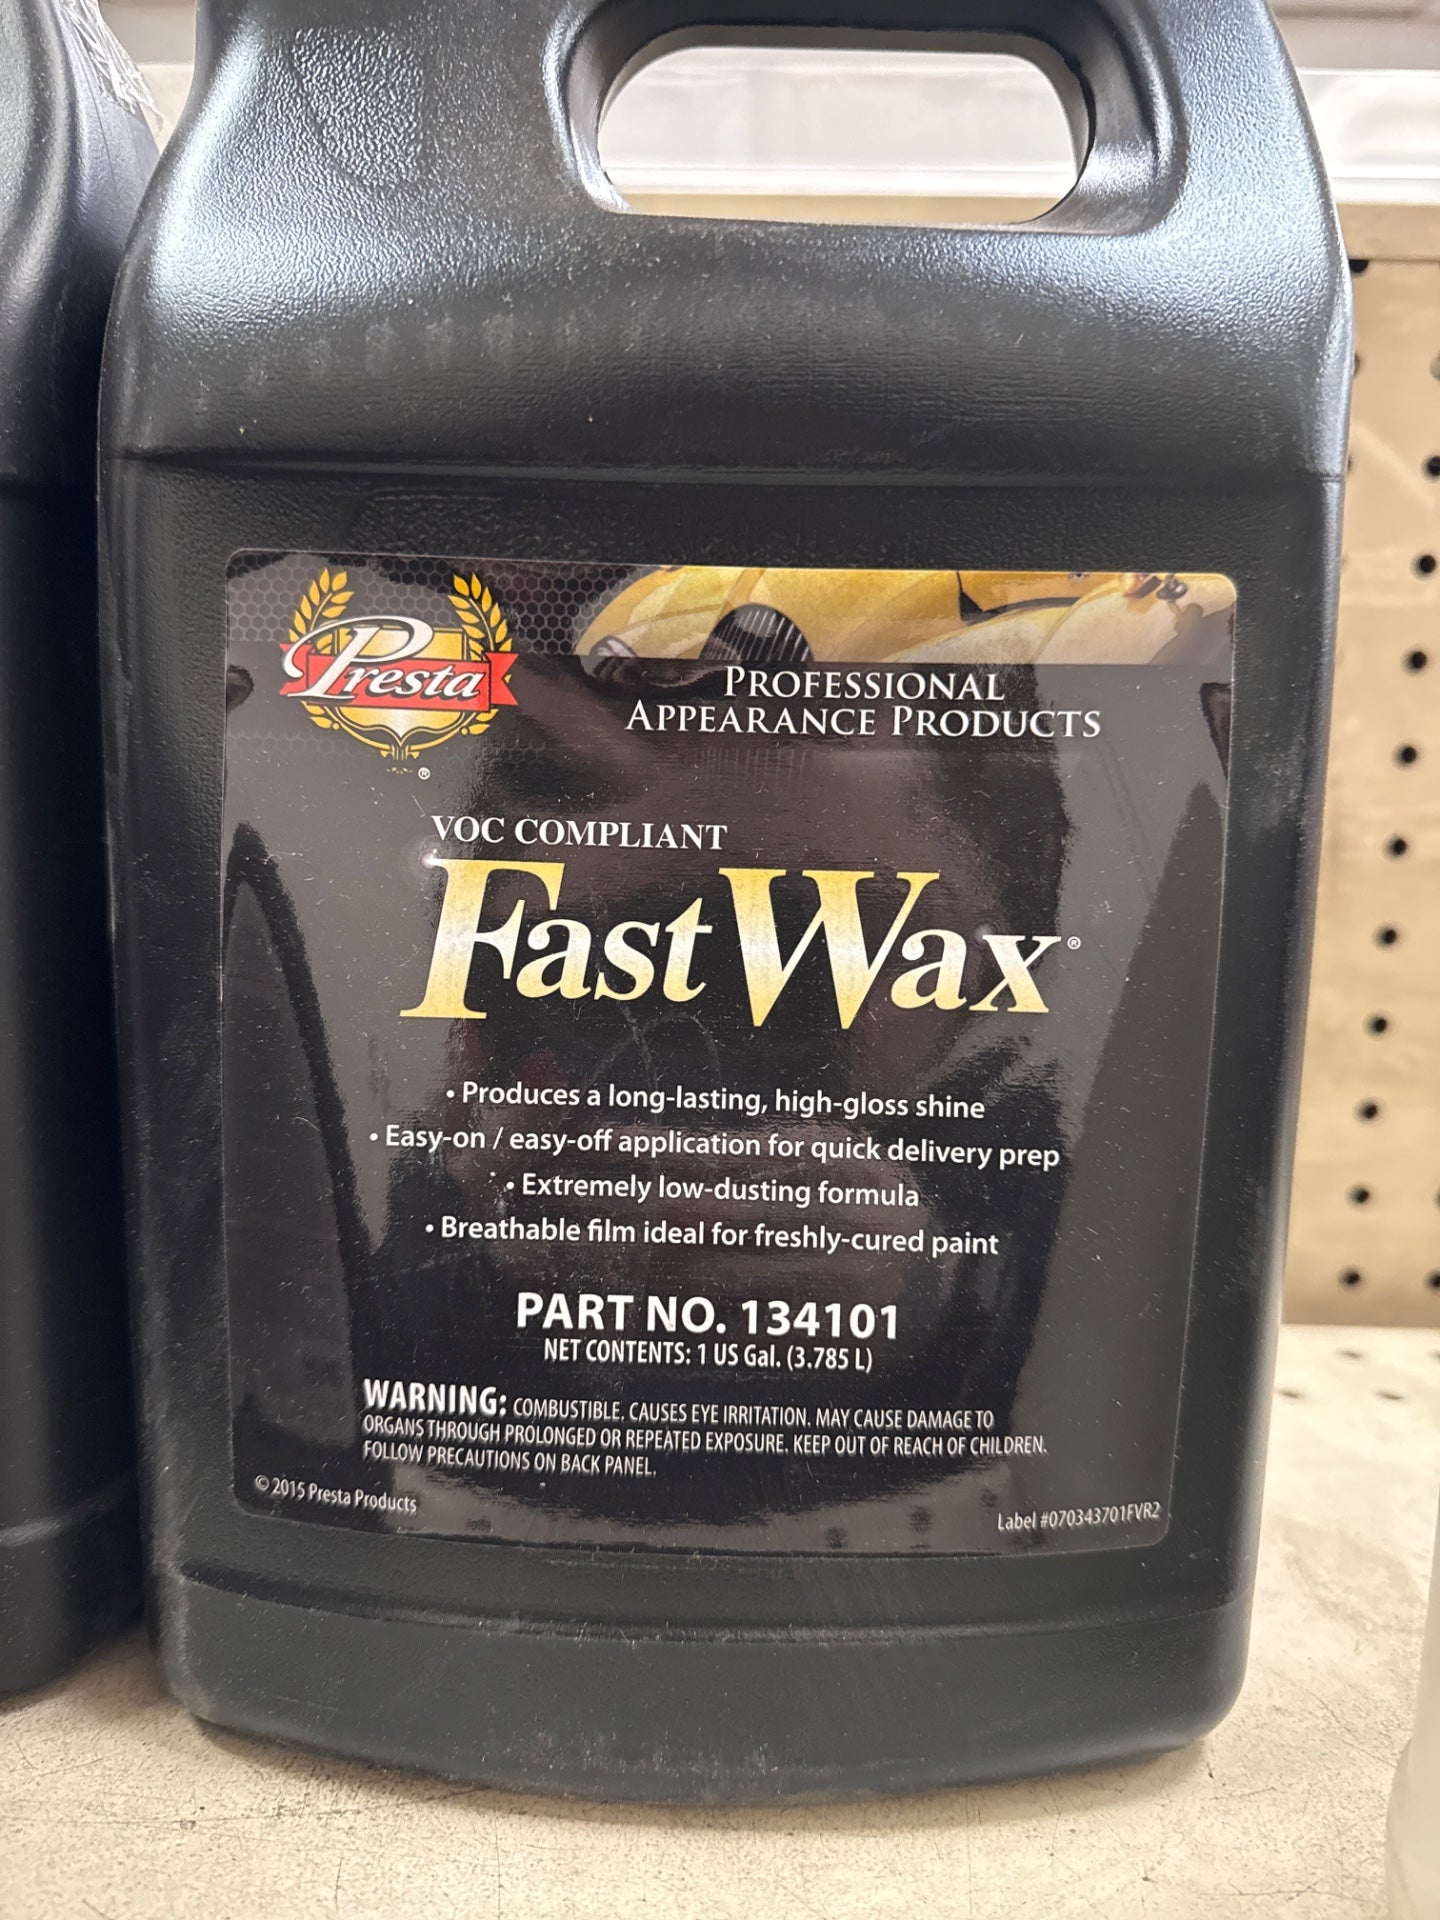 Presta
®
PROFESSIONAL
APPEARANCE PRODUCTS
VOC COMPLIANT
FastWax®
• Produces a long-lasting, high-gloss shine
• Easy-on / easy-off application for quick delivery prep
• Extremely low-dusting formula
• Breathable film ideal for freshly-cured paint
PART NO. 134101
NET CONTENTS: 1 US Gal. (3.785 L)
WARNING: COMBUSTIBLE. CAUSES EYE IRRITATION. MAY CAUSE DAMAGE TO
ORGANS THROUGH PROLONGED OR REPEATED EXPOSURE. KEEP OUT OF REACH OF CHILDREN.
FOLLOW PRECAUTIONS ON BACK PANEL.
© 2015 Presta Products
Label #070343701FVR2